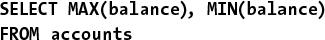 SELECT MAX(balance), MIN(balance)
FROM accounts